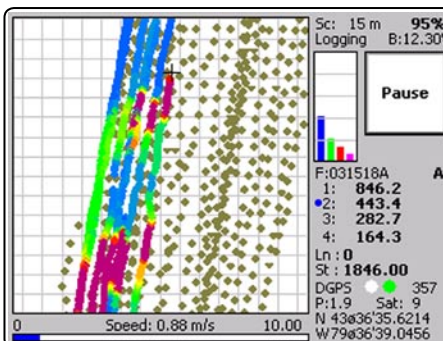 Sc: 15 m 95%
Logging B:12.30
Pause
F:031518A A
1: 846.2
2: 443.4
3: 282.7
4: 164.3
Ln : 0
St : 1846.00
DGPS 357
P:1.9 Sat: 9
N 43ø36'35.6214
W79ø36'39.0456
0 Speed: 0.88 m/s 10.00